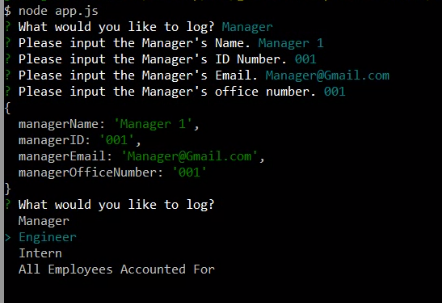 $ node app.js
? What would you like to log? Manager
? Please input the Manager's Name. Manager 1
? Please input the Manager's ID Number. 001
? Please input the Manager's Email. Manager@Gmail.com
? Please input the Manager's office number. 001
{
  managerName: 'Manager 1',
  managerID: '001',
  managerEmail: 'Manager@Gmail.com',
  managerOfficeNumber: '001'
}
? What would you like to log?
  Manager
> Engineer
  Intern
  All Employees Accounted For